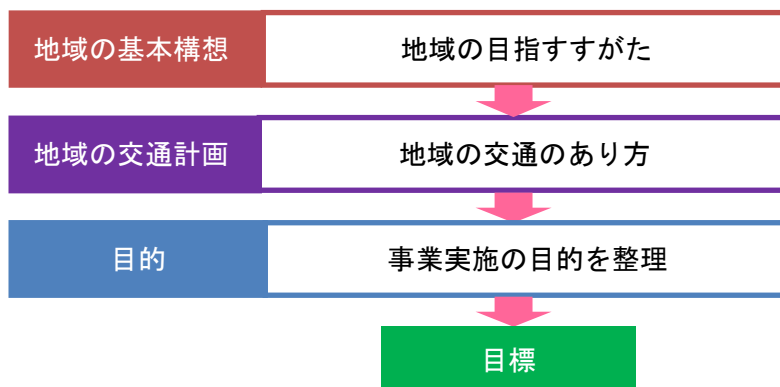 地域の基本構想
地域の目指すすがた
地域の交通計画
地域の交通のあり方
目的
事業実施の目的を整理
目標